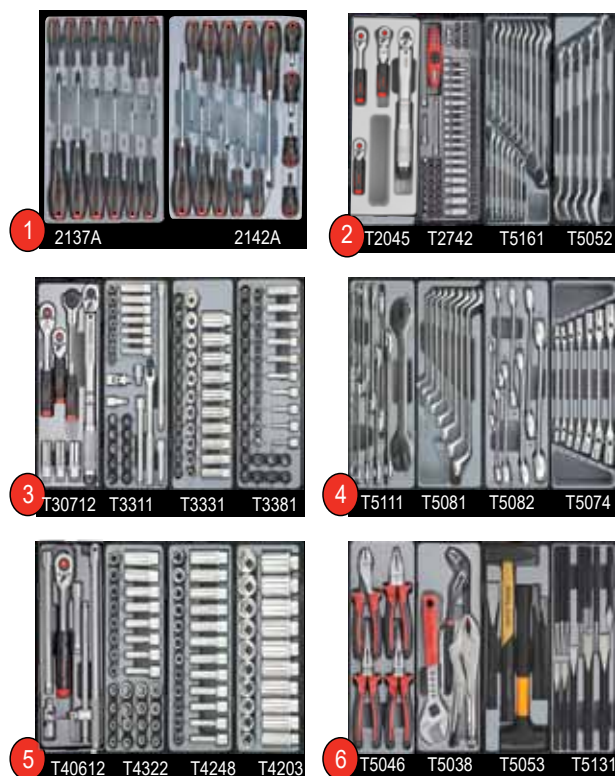 1 2137A 2142A
2 T2045 T2742 T5161 T5052
3 T30712 T3311 T3331 T3381
4 T5111 T5081 T5082 T5074
5 T40612 T4322 T4248 T4203
6 T5046 T5038 T5053 T5131